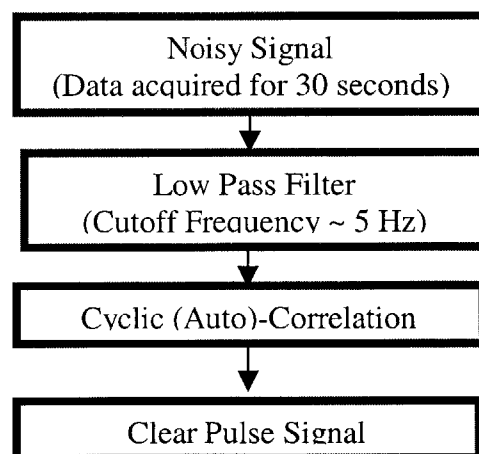 Noisy Signal
(Data acquired for 30 seconds)
Low Pass Filter
(Cutoff Frequency ~ 5 Hz)
Cyclic (Auto)-Correlation
Clear Pulse Signal